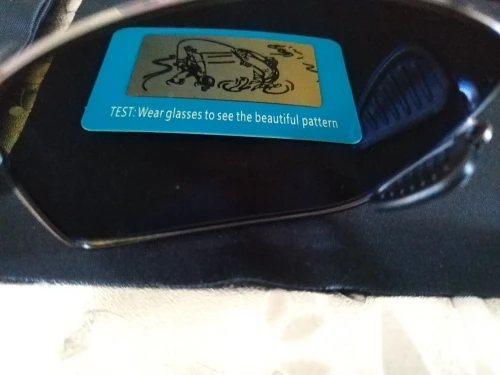 TEST: Wear glasses to see the beautiful pattern